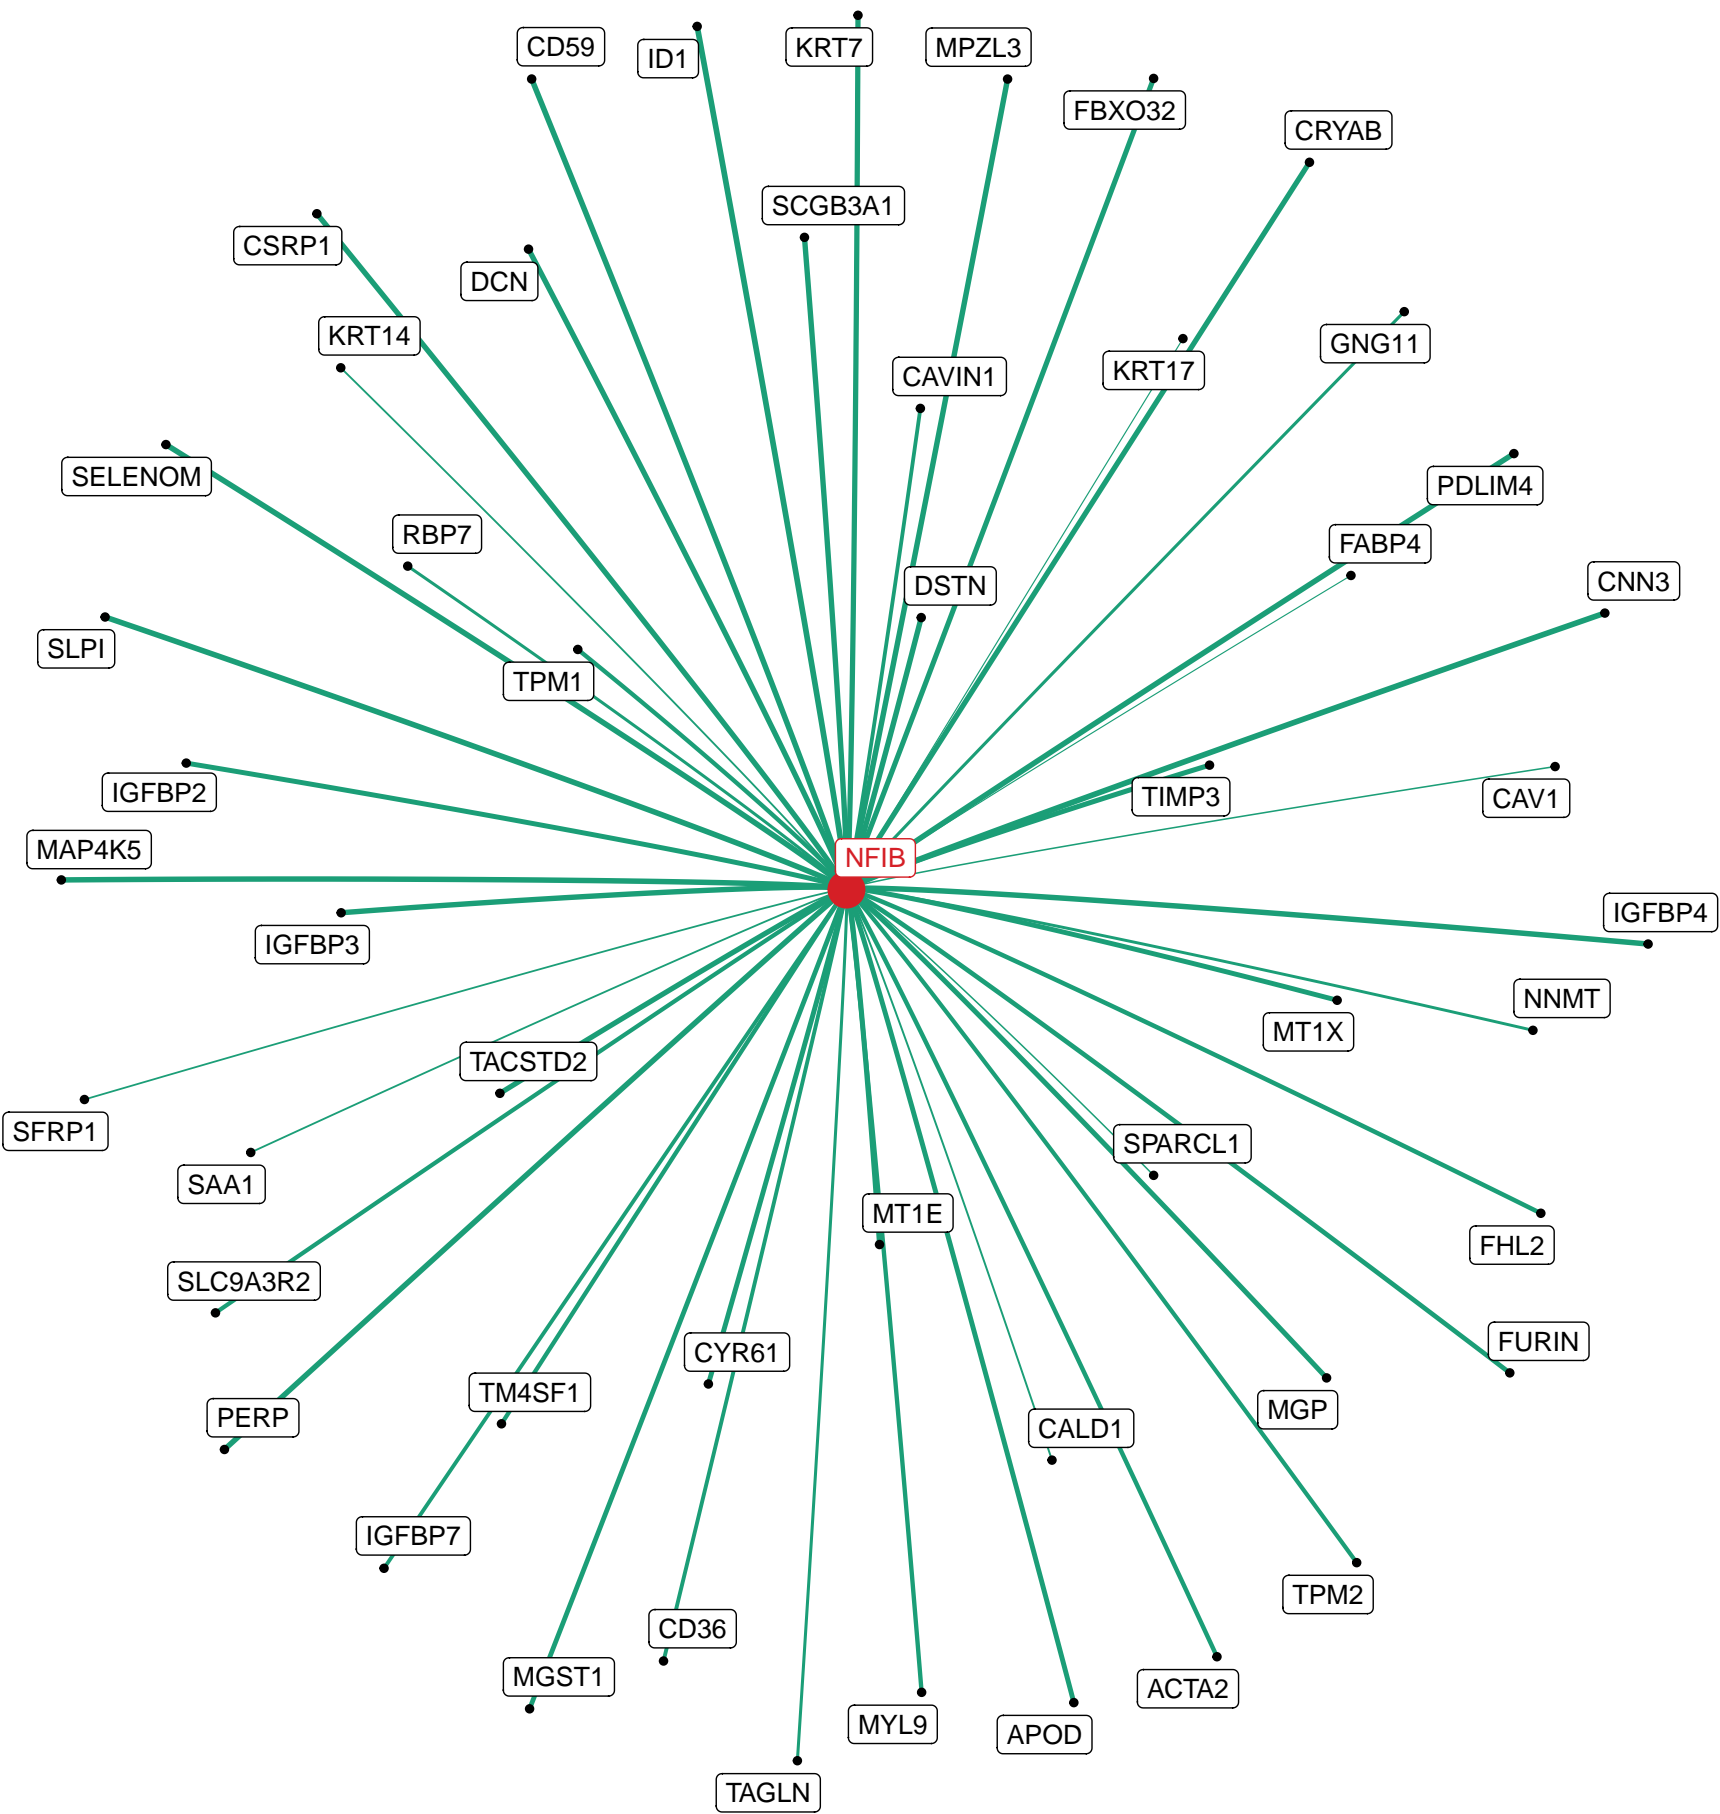 CD59
ID1
KRT7
MPZL3
FBXO32
CRYAB
SCGB3A1
CSRP1
DCN
KRT14
CAVIN1
KRT17
GNG11
SELENOM
PDLIM4
RBP7
FABP4
DSTN
CNN3
SLPI
TPM1
IGFBP2
TIMP3
CAV1
MAP4K5
NFIB
IGFBP4
IGFBP3
NNMT
MT1X
TACSTD2
SFRP1
SPARCL1
SAA1
MT1E
FHL2
SLC9A3R2
FURIN
CYR61
TM4SF1
MGP
PERP
CALD1
IGFBP7
TPM2
CD36
MGST1
ACTA2
MYL9
APOD
TAGLN